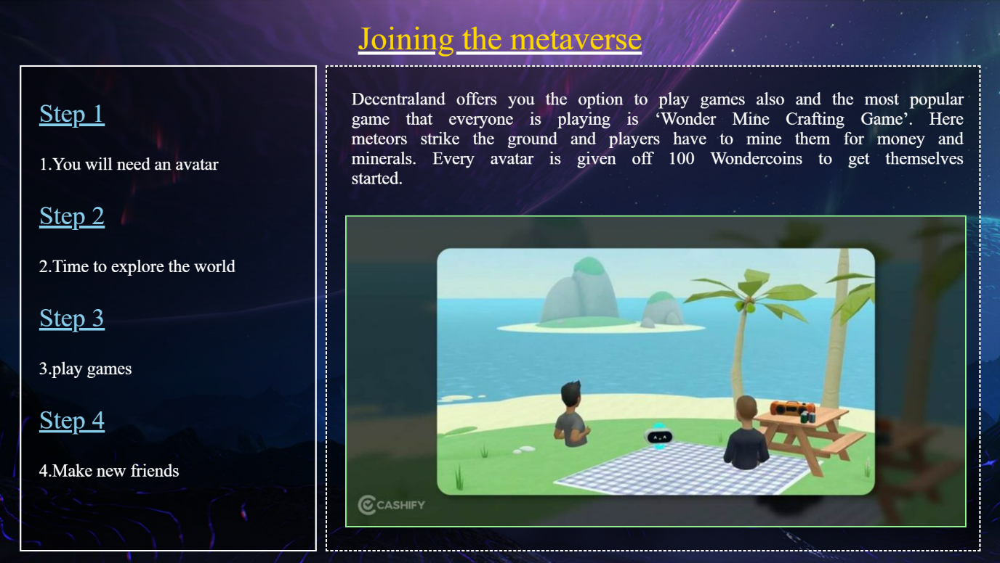 Joining the metaverse
Step 1
1.You will need an avatar
Step 2
2.Time to explore the world
Step 3
3.play games
Step 4
4.Make new friends
Decentraland offers you the option to play games also and the most popular
game that everyone is playing is ‘Wonder Mine Crafting Game’. Here
meteors strike the ground and players have to mine them for money and
minerals. Every avatar is given off 100 Wondercoins to get themselves
started.
CASHIFY